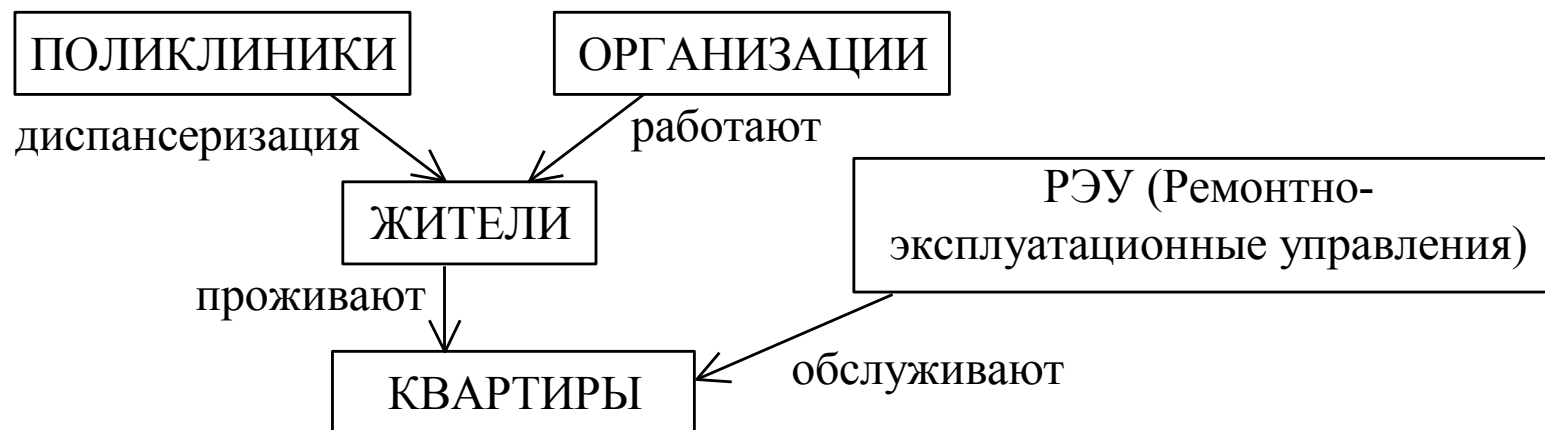 ПОЛИКЛИНИКИ
ОРГАНИЗАЦИИ
диспансеризация
работают
ЖИТЕЛИ
РЭУ (Ремонтно-
эксплуатационные управления)
проживают
обслуживают
КВАРТИРЫ